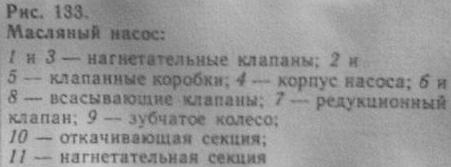 Рис. 133.
Масляный насос:
1 и 3 — нагнетательные клапаны; 2 и
5 — клапанные коробки; 4 — корпус насоса; 6 и
8 — всасывающие клапаны; 7 — редукционный
клапан; 9 — зубчатое колесо;
10 — откачивающая секция;
11 — нагнетательная секция